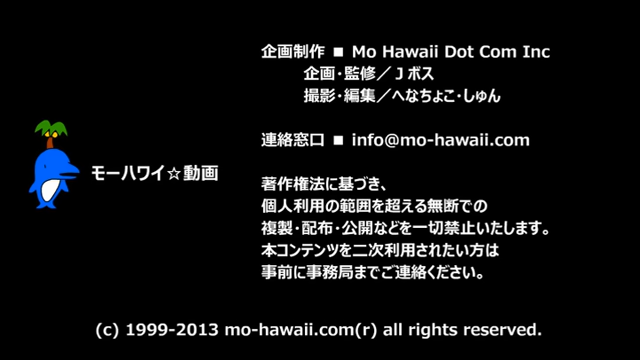 企画制作 ■ Mo Hawaii Dot Com Inc
企画・監修／Jボス
撮影・編集／へなちょこ・しゅん
連絡窓口 ■ info@mo-hawaii.com
モーハワイ☆動画
著作権法に基づき、
個人利用の範囲を超える無断での
複製・配布・公開などを一切禁止いたします。
本コンテンツを二次利用されたい方は
事前に事務局までご連絡ください。
(c) 1999-2013 mo-hawaii.com(r) all rights reserved.